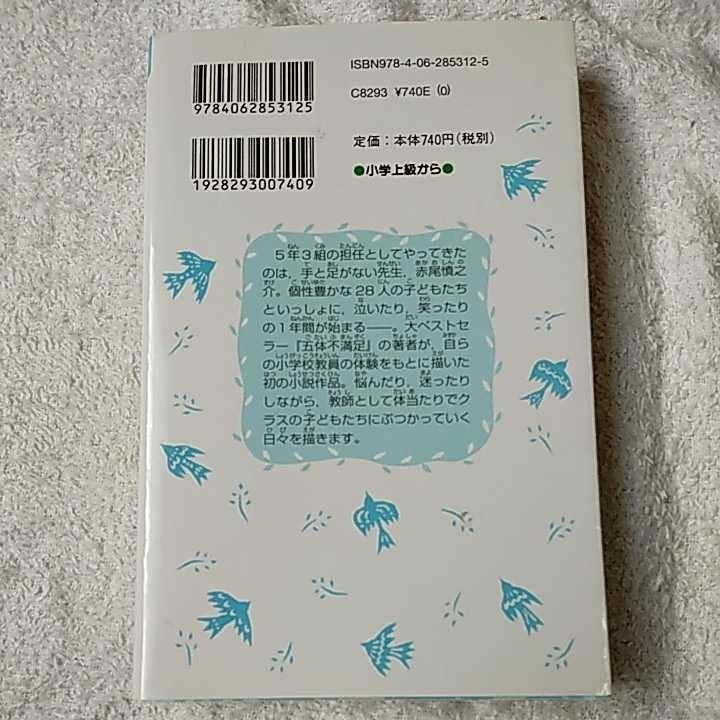 ISBN978-4-06-285312-5
C8293 ¥740E (0)
9784062853125
定価：本体740円（税別）
1928293007409
●小学上級から●
5年3組の担任としてやってきた
のは，手と足がない先生，赤尾慎之
介。個性豊かな28人の子どもたち
といっしょに，泣いたり，笑ったり
の1年間が始まる――。大ベストセ
ラー『五体不満足』の著者が，自ら
の小学校教員の体験をもとに描いた
初の小説作品。悩んだり，迷ったり
しながら，教師として体当たりでク
ラスの子どもたちにぶつかっていく
日々を描きます。